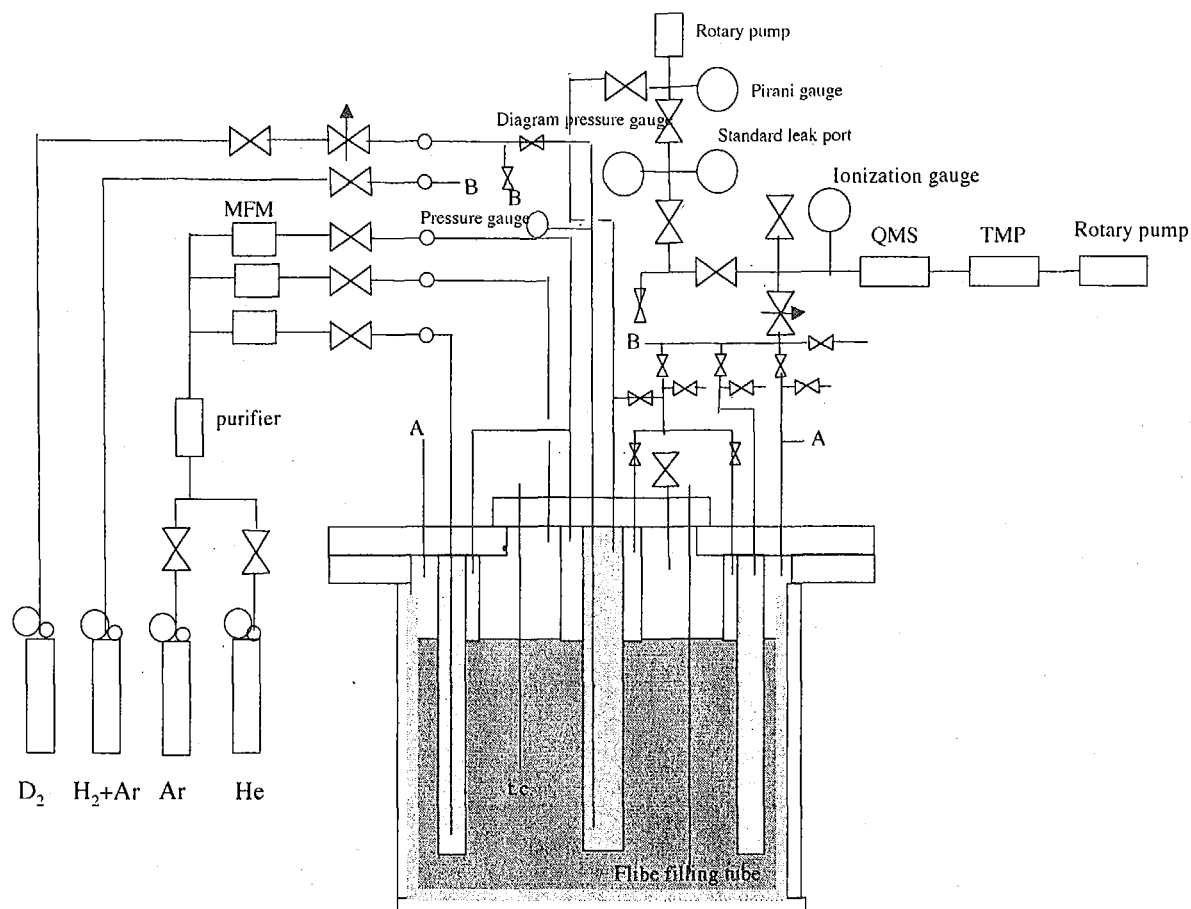 Rotary pump
Pirani gauge
Diagram pressure gauge
Standard leak port
Ionization gauge
B
B
MFM
Pressure gauge
QMS
TMP
Rotary pump
B
purifier
A
A
t.c
Flibe filling tube
D₂
H₂+Ar
Ar
He